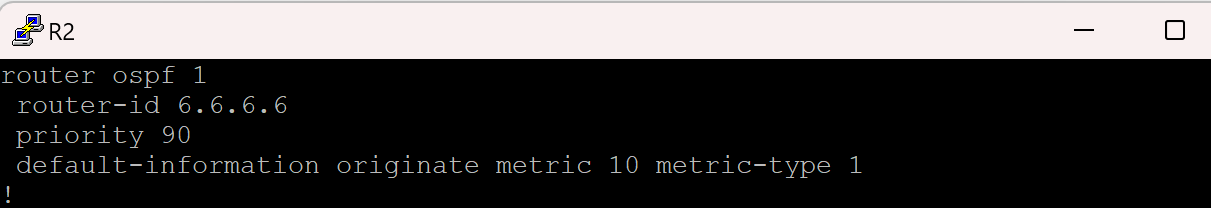 R2
router ospf 1
router-id 6.6.6.6
priority 90
default-information originate metric 10 metric-type 1
!